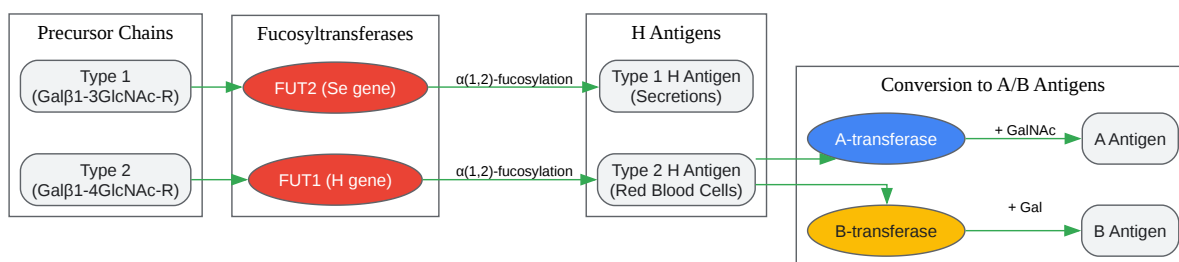 Precursor Chains
Type 1
(Galβ1-3GlcNAc-R)
Type 2
(Galβ1-4GlcNAc-R)
Fucosyltransferases
FUT2 (Se gene)
FUT1 (H gene)
α(1,2)-fucosylation
α(1,2)-fucosylation
H Antigens
Type 1 H Antigen
(Secretions)
Type 2 H Antigen
(Red Blood Cells)
Conversion to A/B Antigens
A-transferase
+ GalNAc
A Antigen
B-transferase
+ Gal
B Antigen